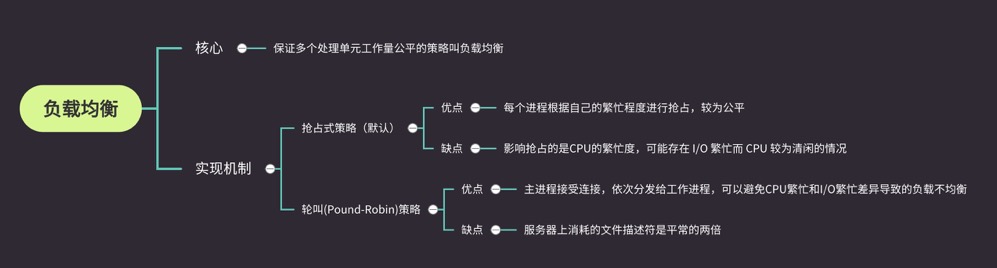 负载均衡
核心
保证多个处理单元工作量公平的策略叫负载均衡
实现机制
抢占式策略（默认）
优点
每个进程根据自己的繁忙程度进行抢占，较为公平
缺点
影响抢占的是CPU的繁忙度，可能存在 I/O 繁忙而 CPU 较为清闲的情况
轮叫(Pound-Robin)策略
优点
主进程接受连接，依次分发给工作进程，可以避免CPU繁忙和I/O繁忙差异导致的负载不均衡
缺点
服务器上消耗的文件描述符是平常的两倍